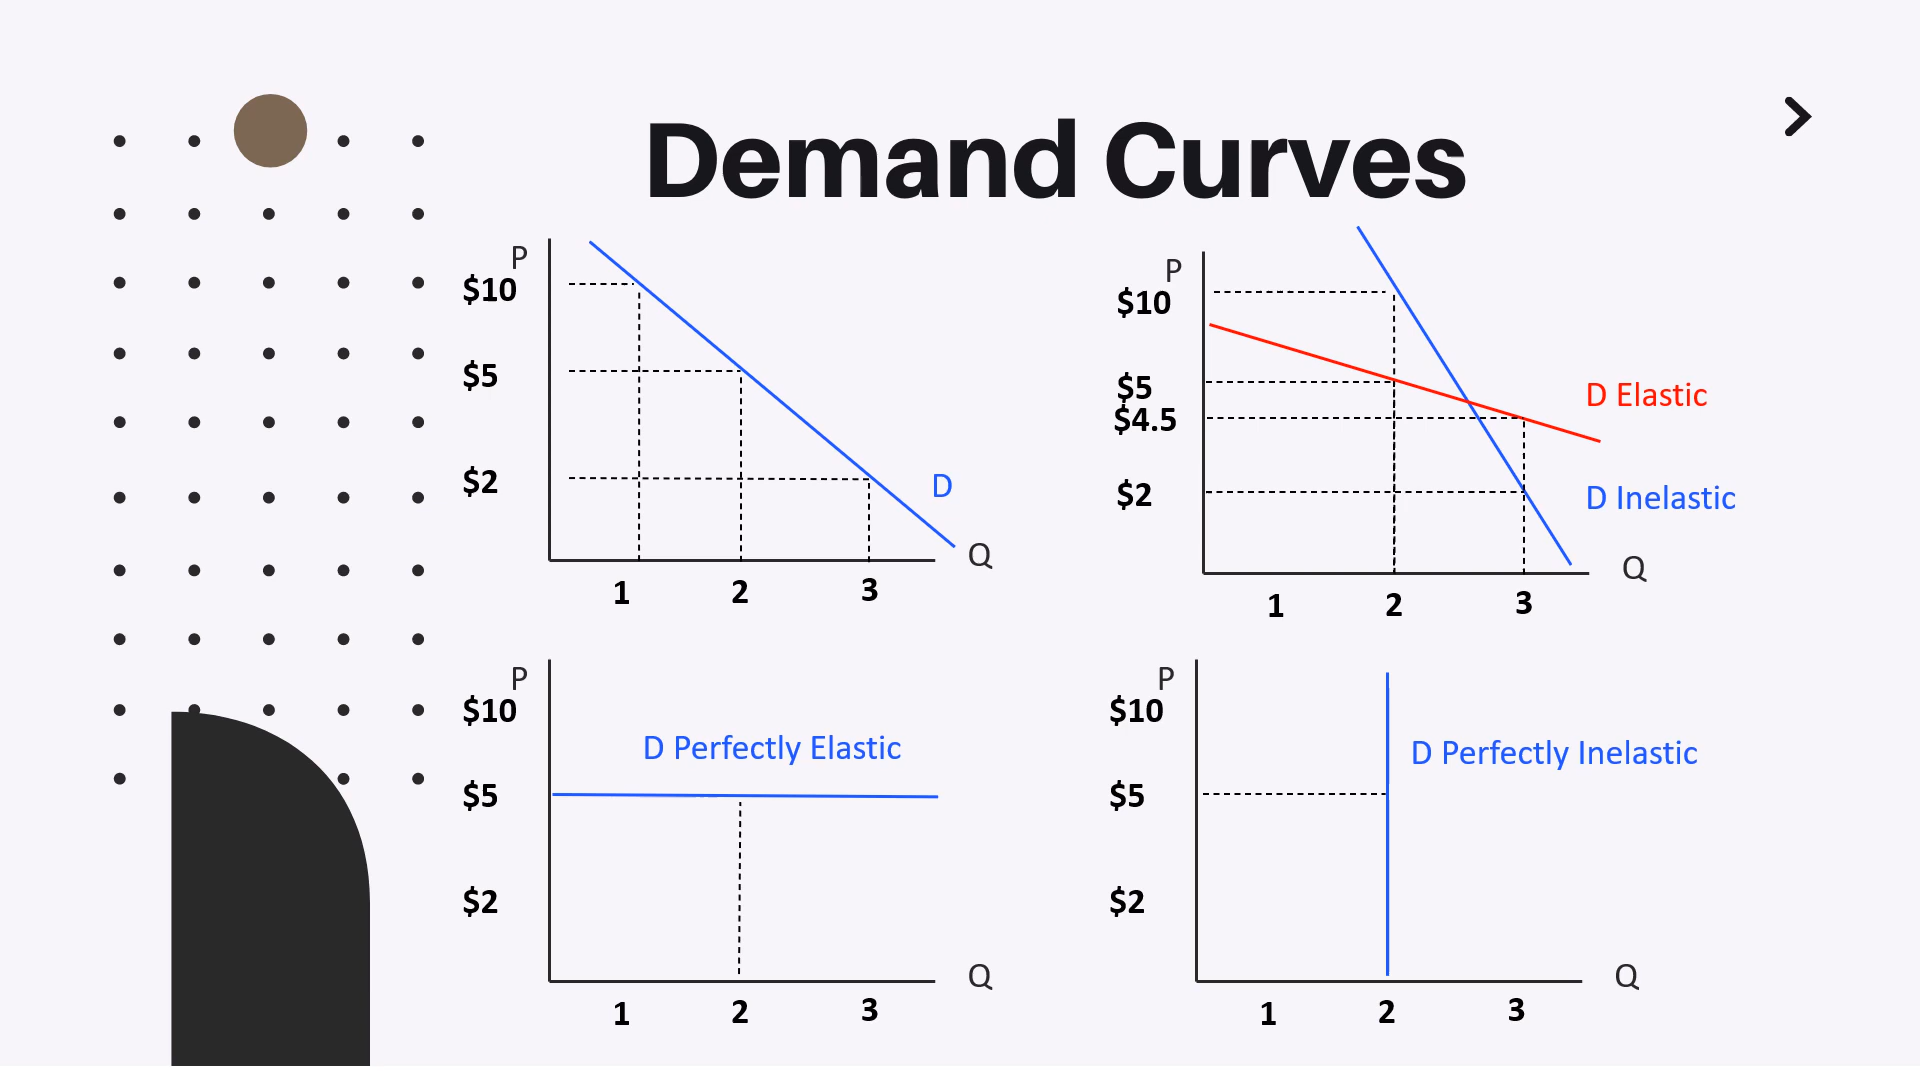 Demand Curves
P
$10
$5
$2
D
Q
1 2 3
P
$10
$5
$4.5
$2
D Elastic
D Inelastic
Q
1 2 3
P
$10
D Perfectly Elastic
$5
$2
Q
1 2 3
P
$10
D Perfectly Inelastic
$5
$2
Q
1 2 3